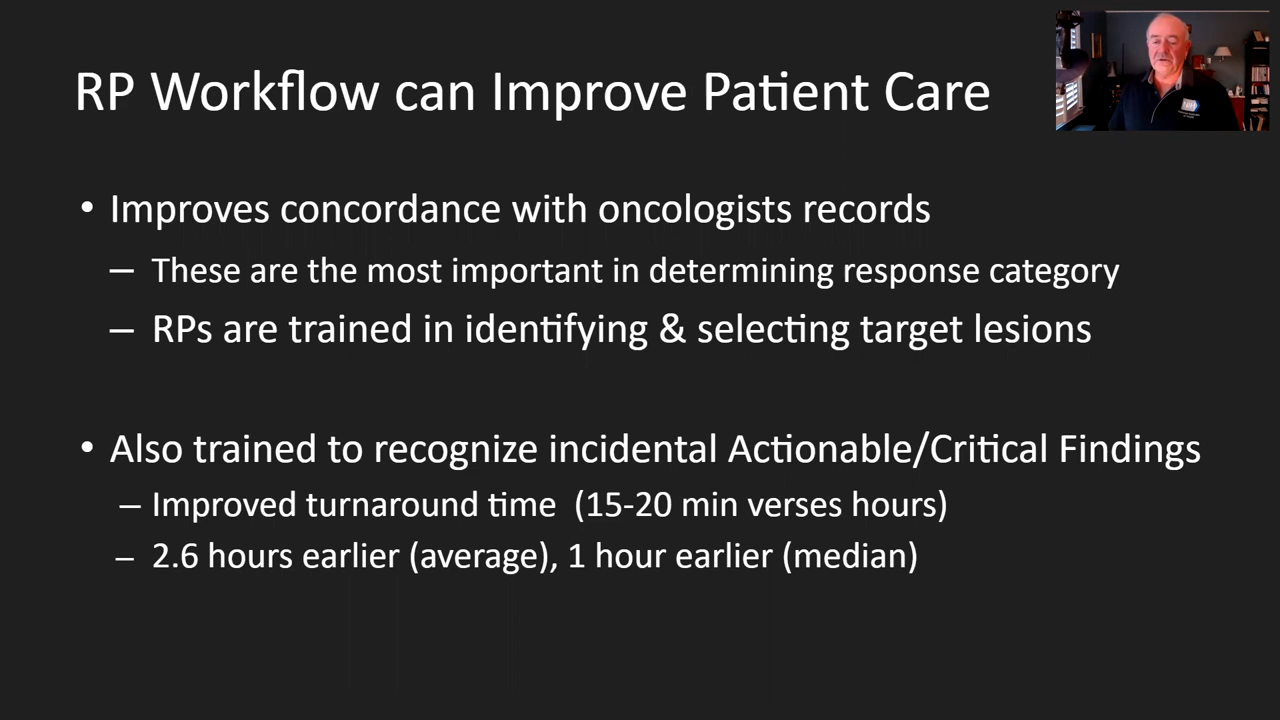 RP Workflow can Improve Patient Care
• Improves concordance with oncologists records
– These are the most important in determining response category
– RPs are trained in identifying & selecting target lesions
• Also trained to recognize incidental Actionable/Critical Findings
– Improved turnaround time (15-20 min verses hours)
– 2.6 hours earlier (average), 1 hour earlier (median)
NIH